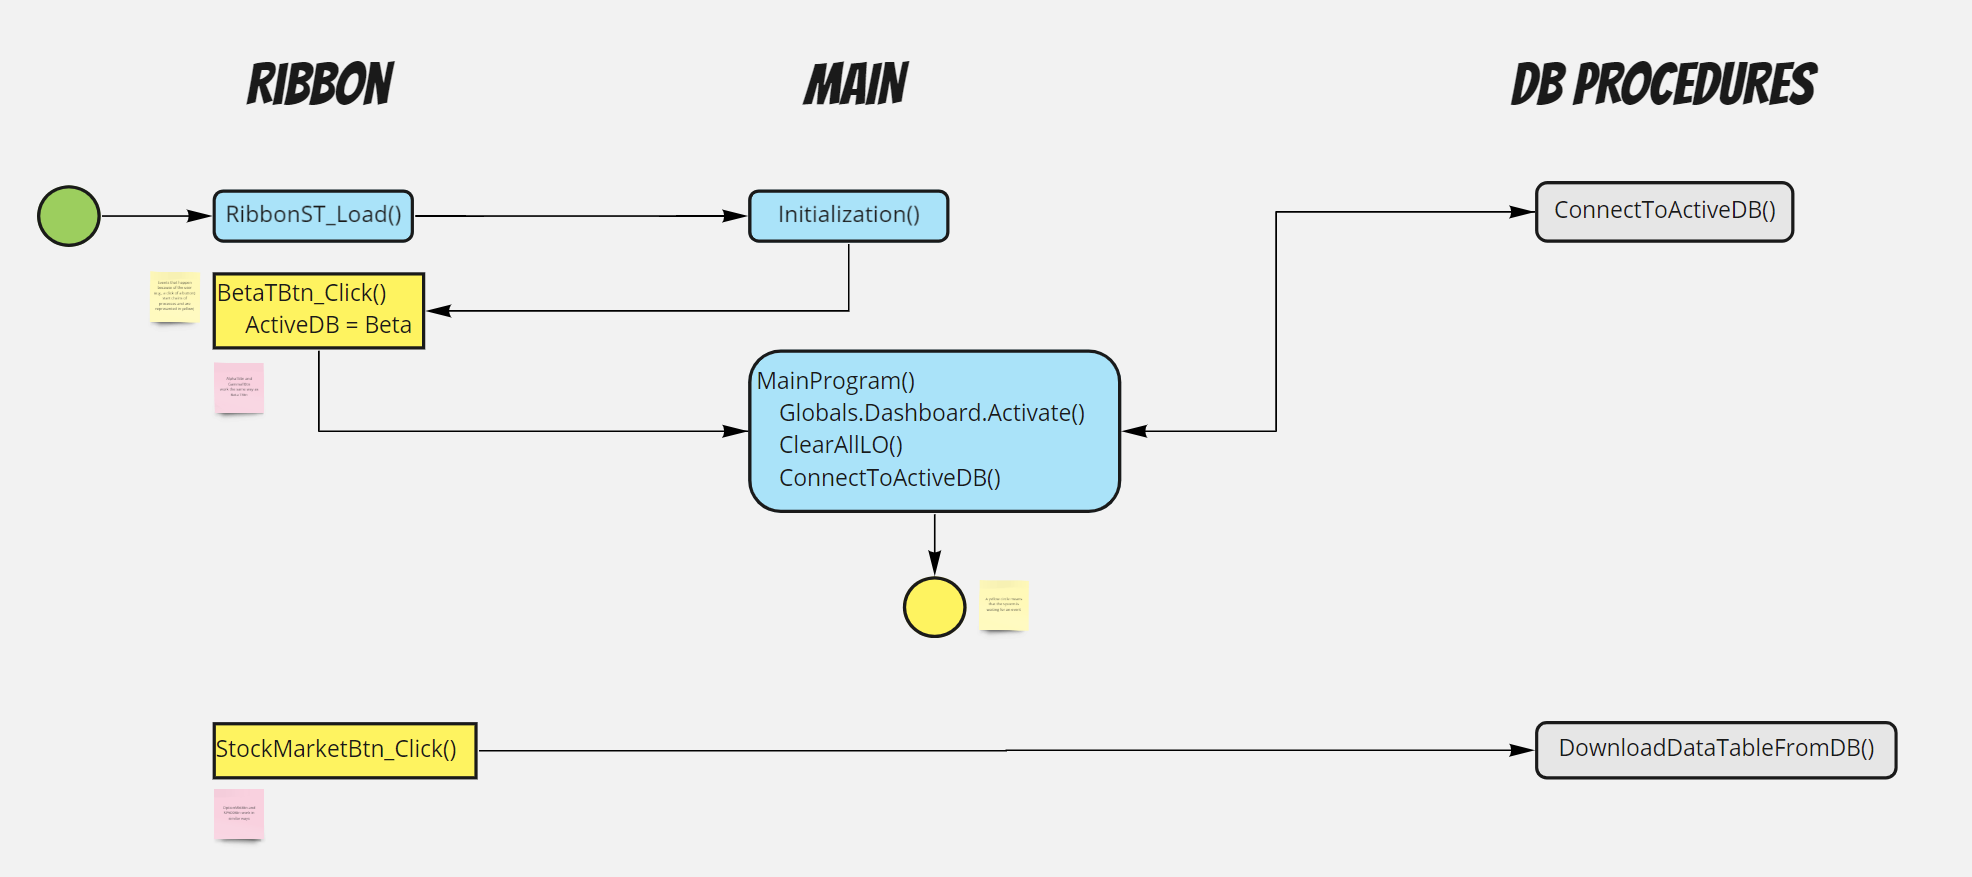 RIBBON
MAIN
DB PROCEDURES
RibbonST_Load()
Initialization()
ConnectToActiveDB()
BetaTBtn_Click()
ActiveDB = Beta
MainProgram()
Globals.Dashboard.Activate()
ClearAllLO()
ConnectToActiveDB()
StockMarketBtn_Click()
DownloadDataTableFromDB()